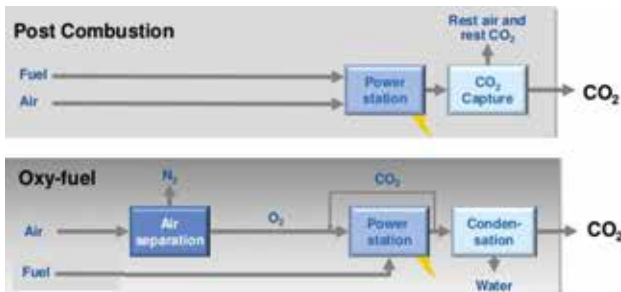 Post Combustion
Rest air and
rest CO₂
Fuel
Air
Power
station
CO₂
Capture
CO₂
Oxy-fuel
N₂
CO₂
Air
Air
separation
O₂
Power
station
Conden-
sation
CO₂
Fuel
Water